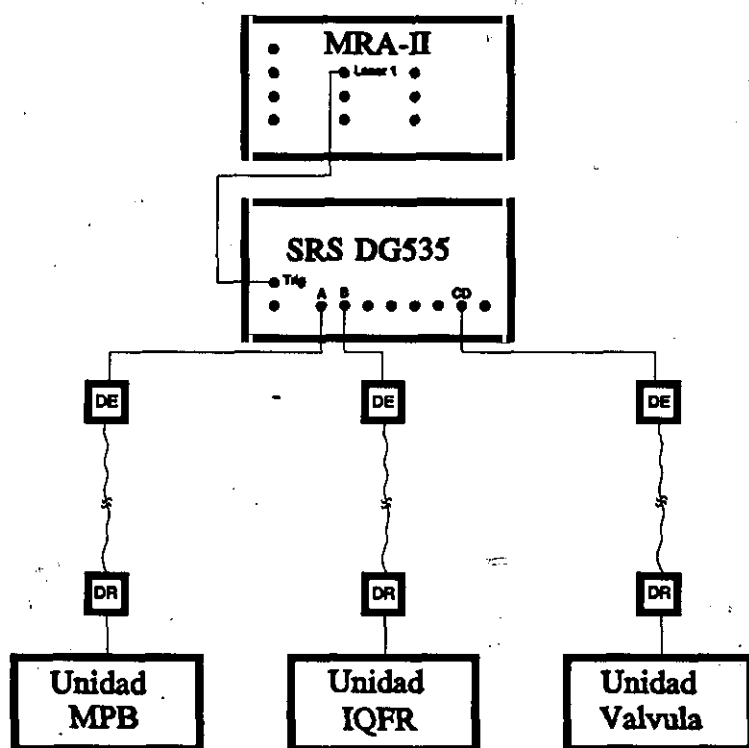 MRA-II
Laser 1
SRS DG535
Trig
A B CD
DE DE DE
DR DR DR
Unidad Unidad Unidad
MPB IQFR Valvula